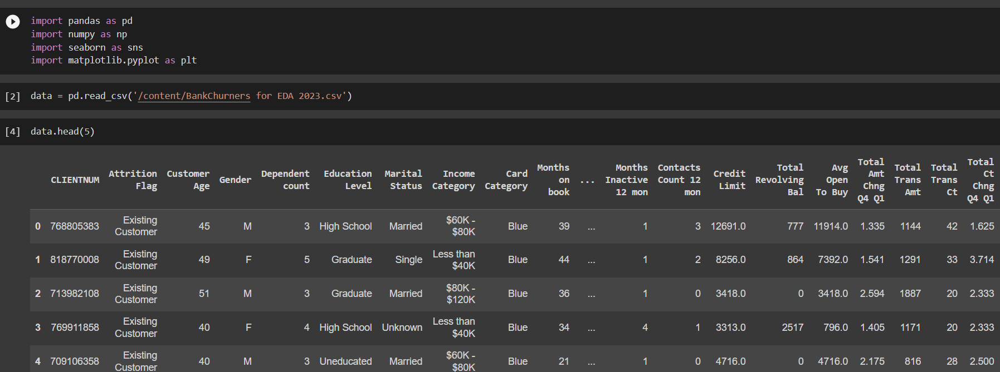 import pandas as pd
import numpy as np
import seaborn as sns
import matplotlib.pyplot as plt
[2] data = pd.read_csv('/content/BankChurners for EDA 2023.csv')
[4] data.head(5)
CLIENTNUM Attrition Flag Customer Age Gender Dependent count Education Level Marital Status Income Category Card Category Months on book ... Months Inactive 12 mon Contacts Count 12 mon Credit Limit Total Revolving Bal Avg Open To Buy Total Amt Chng Q4 Q1 Total Trans Amt Total Trans Ct Total Ct Chng Q4 Q1
0 768805383 Existing Customer 45 M 3 High School Married $60K - $80K Blue 39 ... 1 3 12691.0 777 11914.0 1.335 1144 42 1.625
1 818770008 Existing Customer 49 F 5 Graduate Single Less than $40K Blue 44 ... 1 2 8256.0 864 7392.0 1.541 1291 33 3.714
2 713982108 Existing Customer 51 M 3 Graduate Married $80K - $120K Blue 36 ... 1 0 3418.0 0 3418.0 2.594 1887 20 2.333
3 769911858 Existing Customer 40 F 4 High School Unknown Less than $40K Blue 34 ... 4 1 3313.0 2517 796.0 1.405 1171 20 2.333
4 709106358 Existing Customer 40 M 3 Uneducated Married $60K - $80K Blue 21 ... 1 0 4716.0 0 4716.0 2.175 816 28 2.500